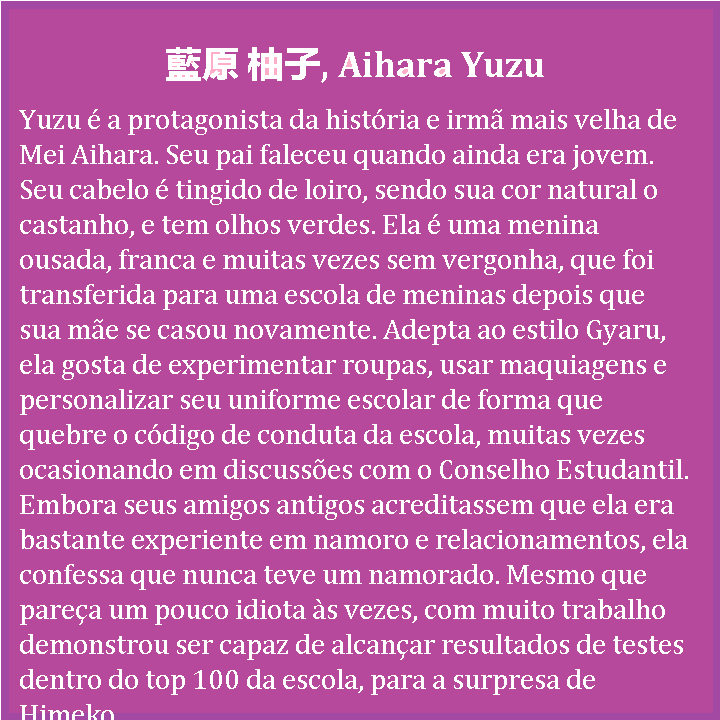 藍原 柚子, Aihara Yuzu
Yuzu é a protagonista da história e irmã mais velha de
Mei Aihara. Seu pai faleceu quando ainda era jovem.
Seu cabelo é tingido de loiro, sendo sua cor natural o
castanho, e tem olhos verdes. Ela é uma menina
ousada, franca e muitas vezes sem vergonha, que foi
transferida para uma escola de meninas depois que
sua mãe se casou novamente. Adepta ao estilo Gyaru,
ela gosta de experimentar roupas, usar maquiagens e
personalizar seu uniforme escolar de forma que
quebre o código de conduta da escola, muitas vezes
ocasionando em discussões com o Conselho Estudantil.
Embora seus amigos antigos acreditassem que ela era
bastante experiente em namoro e relacionamentos, ela
confessa que nunca teve um namorado. Mesmo que
pareça um pouco idiota às vezes, com muito trabalho
demonstrou ser capaz de alcançar resultados de testes
dentro do top 100 da escola, para a surpresa de
Himeko